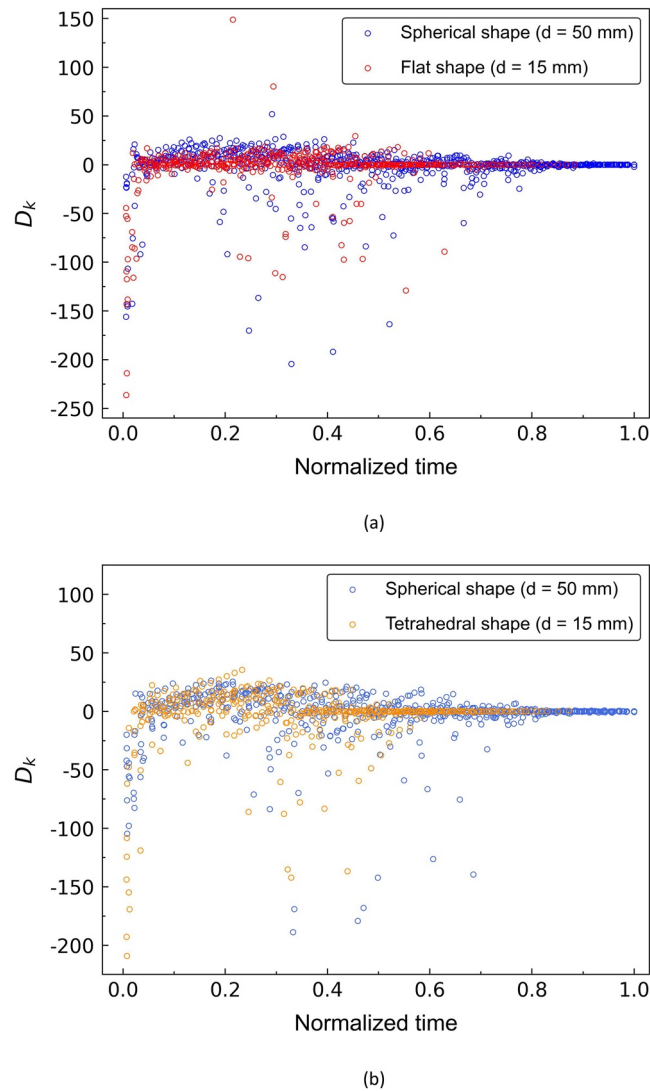 150
100
50
0
-50
-100
-150
-200
-250
D_k
Spherical shape (d = 50 mm)
Flat shape (d = 15 mm)
0.0 0.2 0.4 0.6 0.8 1.0
Normalized time
(a)
100
50
0
-50
-100
-150
-200
D_k
Spherical shape (d = 50 mm)
Tetrahedral shape (d = 15 mm)
0.0 0.2 0.4 0.6 0.8 1.0
Normalized time
(b)